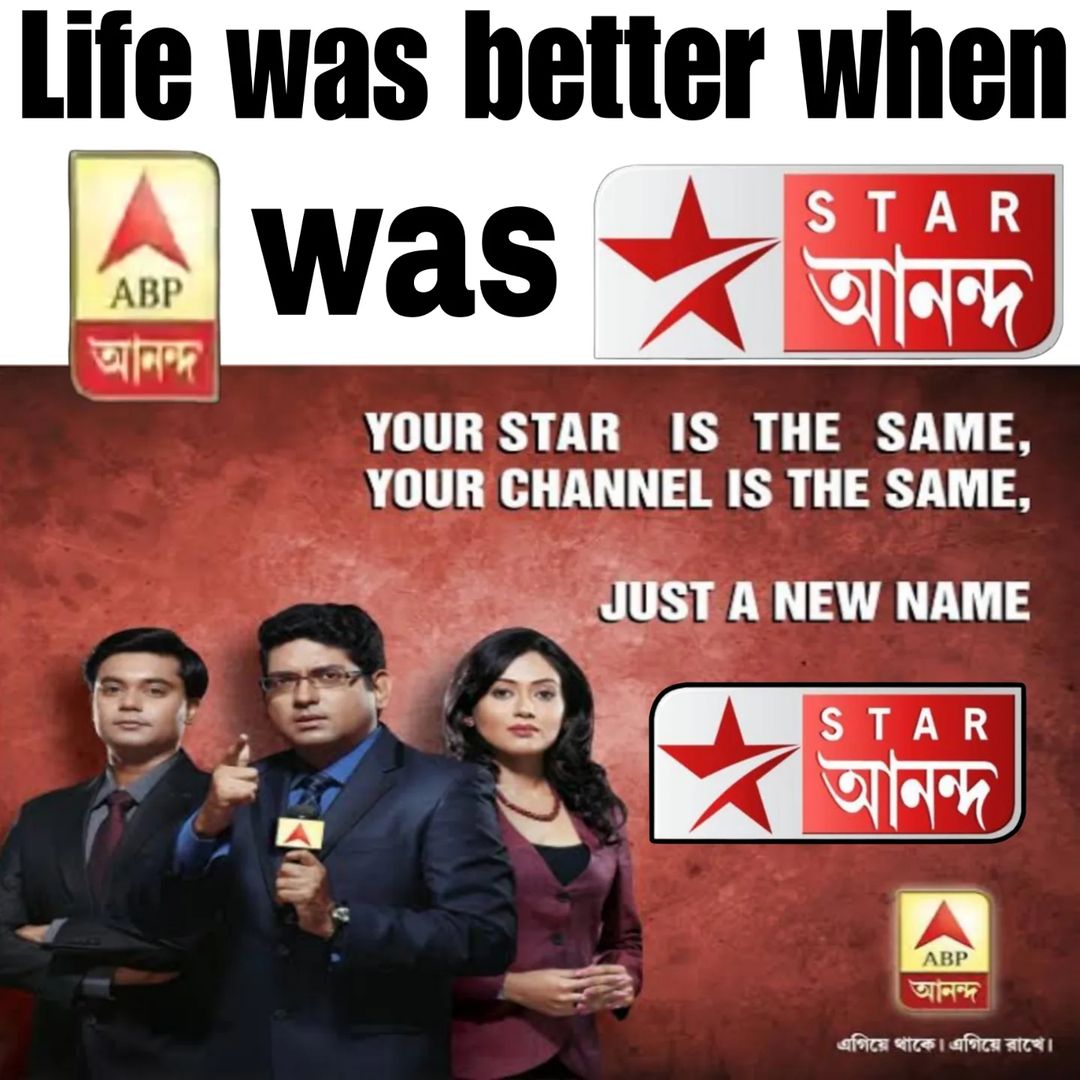 Life was better when
ABP
আনন্দ
was
STAR
আনন্দ
YOUR STAR IS THE SAME,
YOUR CHANNEL IS THE SAME,
JUST A NEW NAME
STAR
আনন্দ
ABP
আনন্দ
এগিয়ে থাকে। এগিয়ে রাখে।